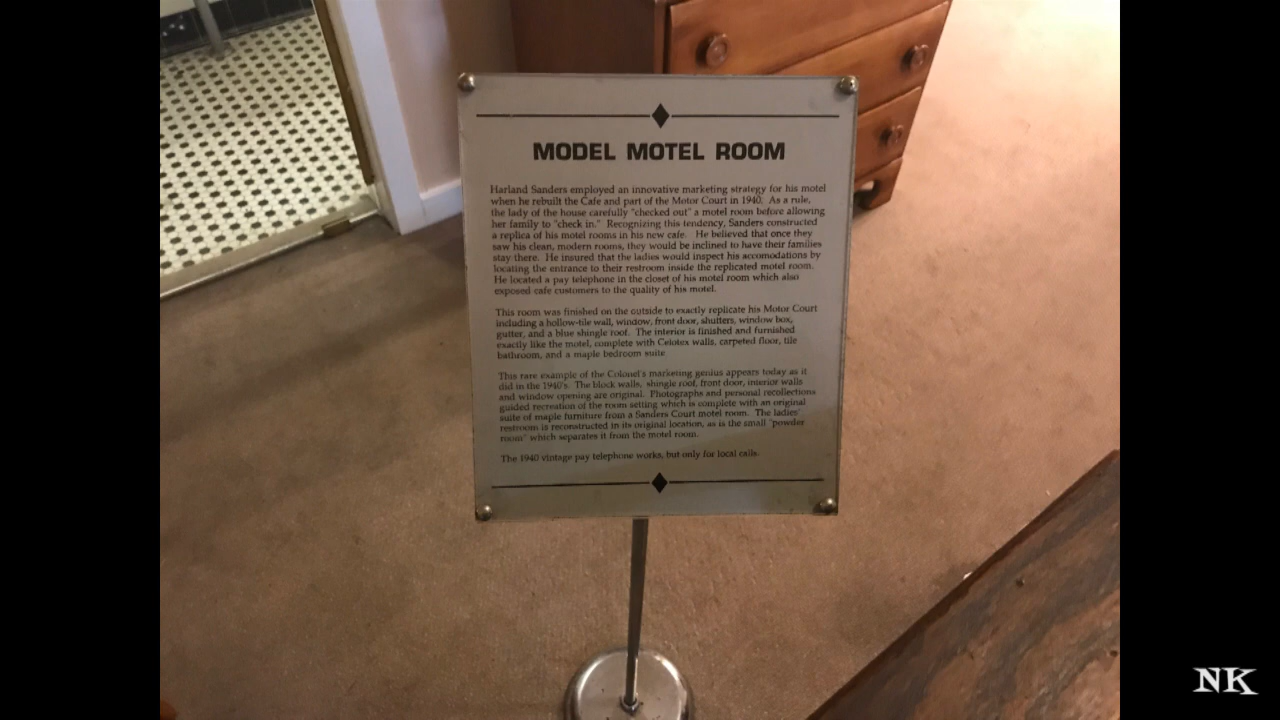 MODEL MOTEL ROOM
Harland Sanders employed an innovative marketing strategy for his motel
when he rebuilt the Cafe and part of the Motor Court in 1940. As a rule,
the lady of the house carefully "checked out" a motel room before allowing
her family to "check in." Recognizing this tendency, Sanders constructed
a replica of his motel rooms in his new cafe. He believed that once they
saw his clean, modern rooms, they would be inclined to have their families
stay there. He insured that the ladies would inspect his accomodations by
locating the entrance to their restroom inside the replicated motel room.
He located a pay telephone in the closet of his motel room which also
exposed cafe customers to the quality of his motel.
This room was finished on the outside to exactly replicate his Motor Court
including a hollow-tile wall, window, front door, shutters, window box,
gutter, and a blue shingle roof. The interior is finished and furnished
exactly like the motel, complete with Celotex walls, carpeted floor, tile
bathroom, and a maple bedroom suite.
This rare example of the Colonel's marketing genius appears today as it
did in the 1940's. The block walls, shingle roof, front door, interior walls
and window opening are original. Photographs and personal recollections
guided recreation of the room setting which is complete with an original
suite of maple furniture from a Sanders Court motel room. The ladies'
restroom is reconstructed in its original location, as is the small "powder
room" which separates it from the motel room.
The 1940 vintage pay telephone works, but only for local calls.
NK